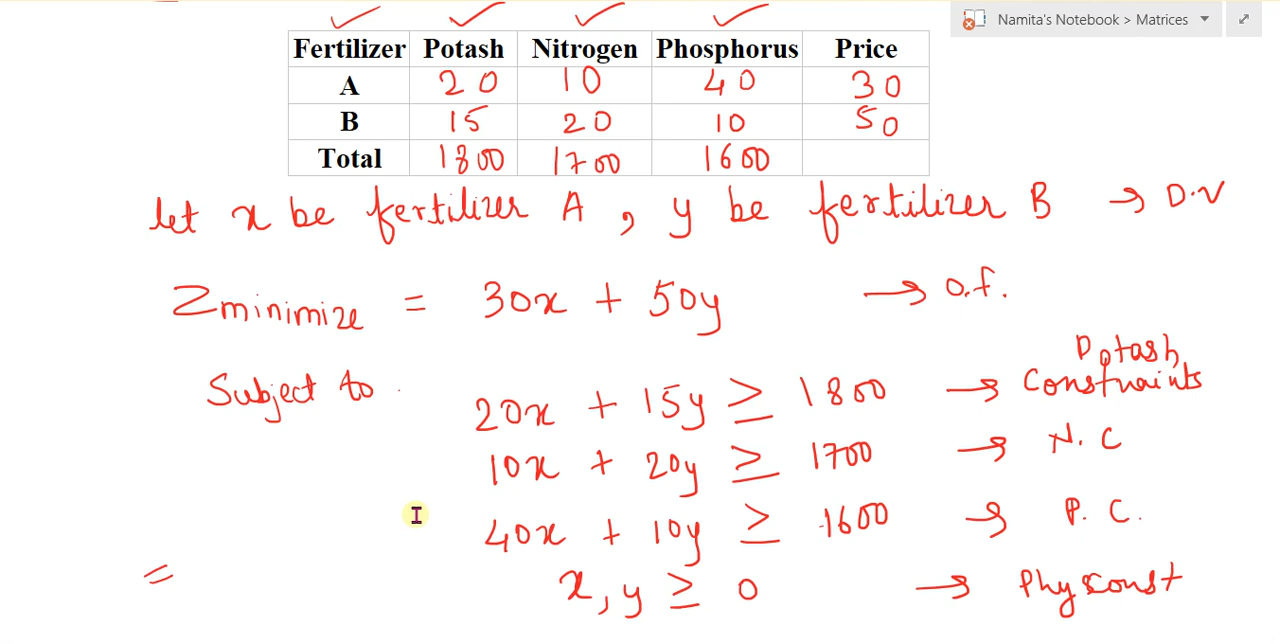 Namita's Notebook > Matrices
Fertilizer Potash Nitrogen Phosphorus Price
A 20 10 40 30
B 15 20 10 50
Total 1800 1700 1600
let x be fertilizer A , y be fertilizer B → D.V
Z minimize = 30x + 50y → o.f.
Subject to 20x + 15y ≥ 1800 → Potash Constraints
10x + 20y ≥ 1700 → N.C
40x + 10y ≥ 1600 → P.C.
= x, y ≥ 0 → Phy const